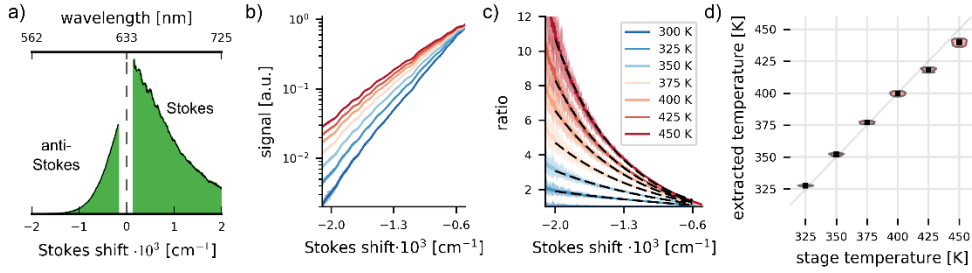 a)
wavelength [nm]
562 633 725
anti-
Stokes
Stokes
−2 −1 0 1 2
Stokes shift·10³ [cm⁻¹]
b)
signal [a.u.]
10⁰
10⁻¹
10⁻²
−2.0 −1.3 −0.6
Stokes shift·10³ [cm⁻¹]
c)
ratio
12
10
8
6
4
2
300 K
325 K
350 K
375 K
400 K
425 K
450 K
−2.0 −1.3 −0.6
Stokes shift·10³ [cm⁻¹]
d)
extracted temperature [K]
450
425
400
375
350
325
325 350 375 400 425 450
stage temperature [K]